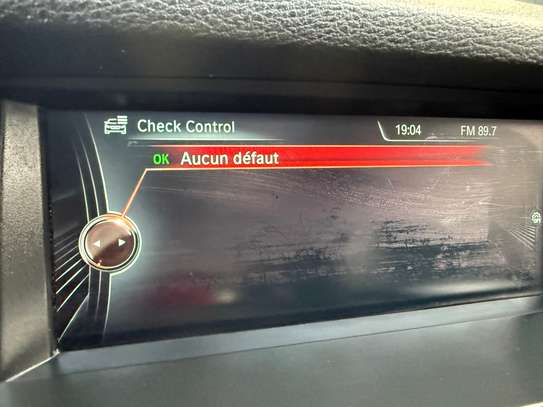 Check Control
19:04
FM 89.7
OK Aucun défaut